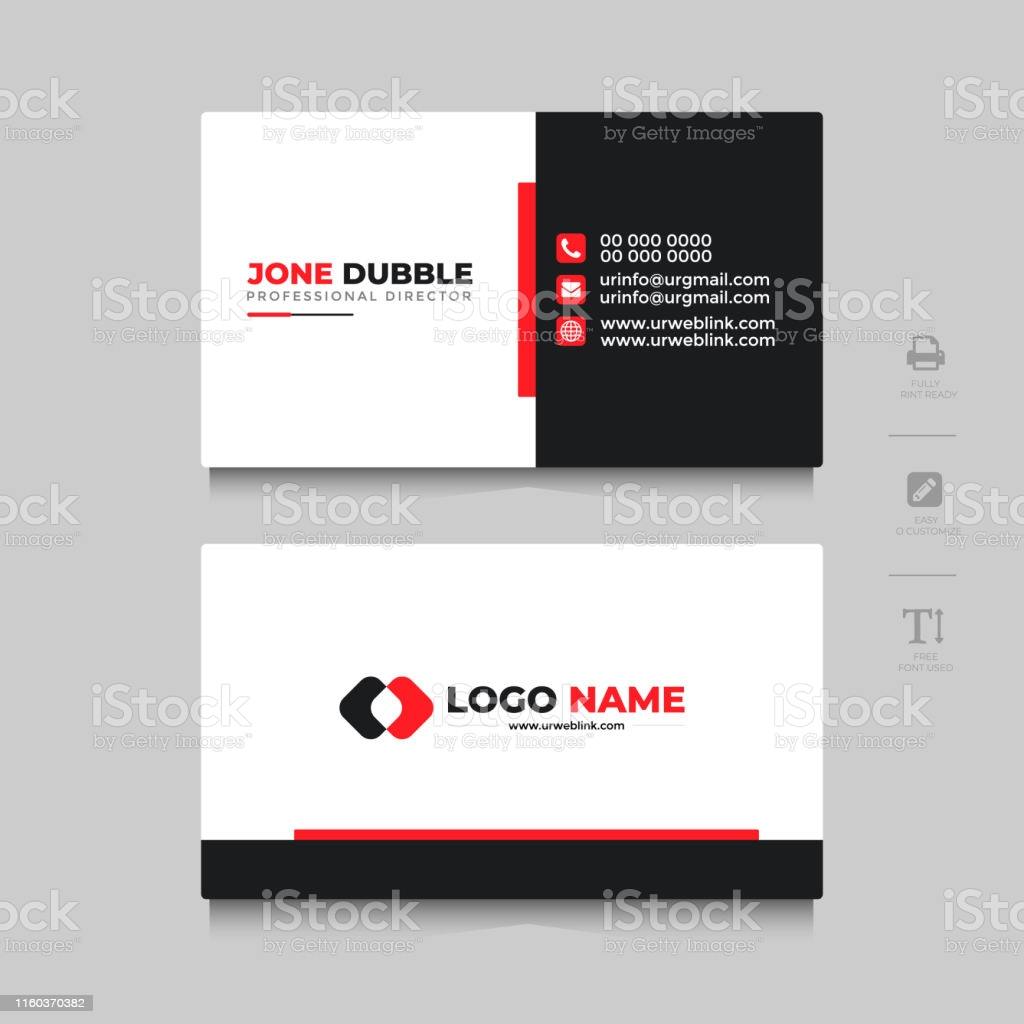 JONE DUBBLE
PROFESSIONAL DIRECTOR
00 000 0000
00 000 0000
urinfo@urgmail.com
urinfo@urgmail.com
www.urweblink.com
www.urweblink.com
FULLY
RINT READY
EASY
O CUSTOMIZE
FREE
FONT USED
LOGO NAME
www.urweblink.com
iStock
by Getty Images™
1160370382